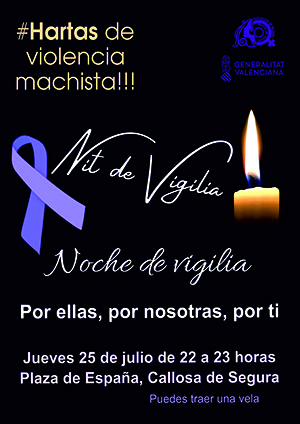 #Hartas de
violencia
machista!!!
GENERALITAT
VALENCIANA
Nit de Vigilia
Noche de vigilia
Por ellas, por nosotras, por ti
Jueves 25 de julio de 22 a 23 horas
Plaza de España, Callosa de Segura
Puedes traer una vela